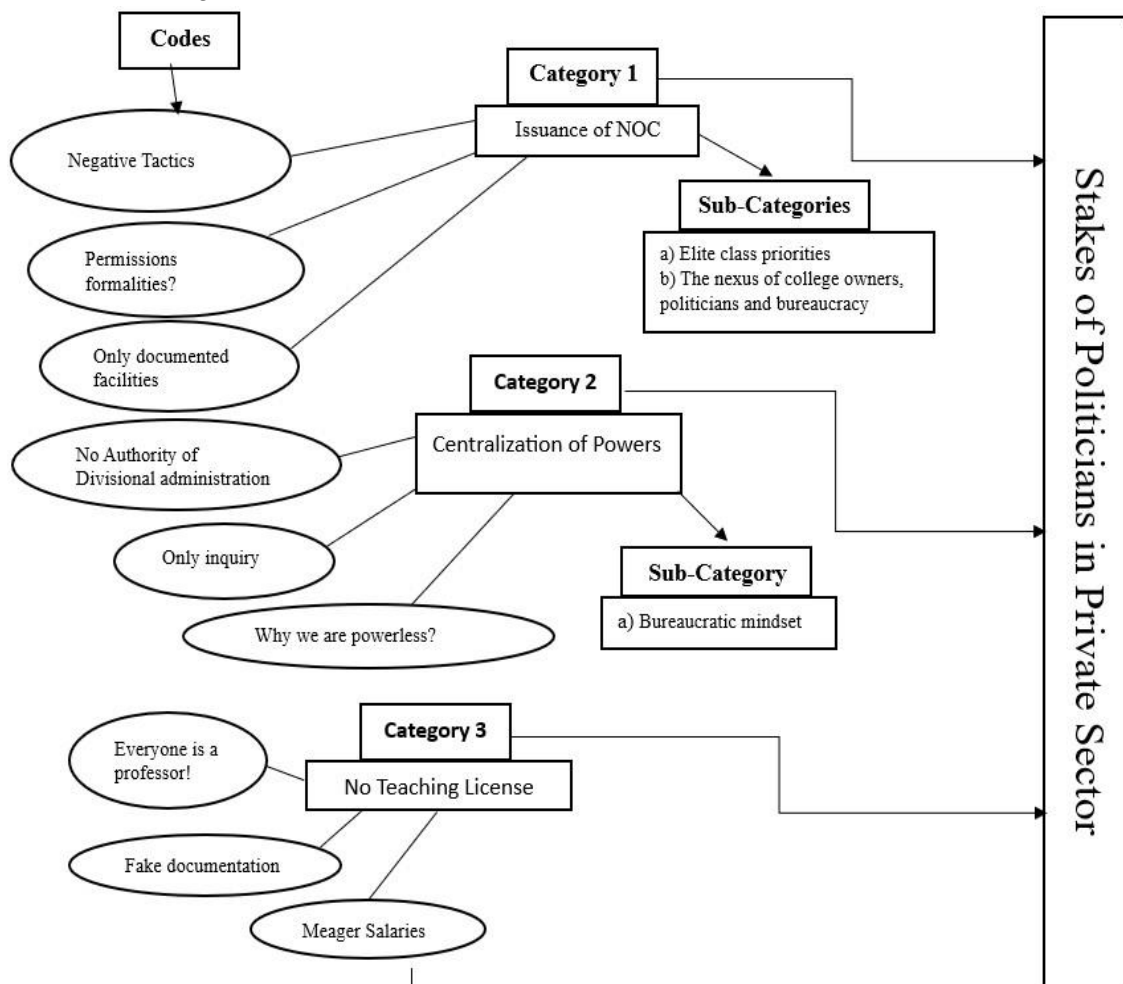 Codes
Category 1
Issuance of NOC
Negative Tactics
Sub-Categories
a) Elite class priorities
b) The nexus of college owners,
politicians and bureaucracy
Permissions
formalities?
Only documented
facilities
Category 2
Centralization of Powers
No Authority of
Divisional administration
Only inquiry
Why we are powerless?
Sub-Category
a) Bureaucratic mindset
Category 3
No Teaching License
Everyone is a
professor!
Fake documentation
Meager Salaries
Stakes of Politicians in Private Sector